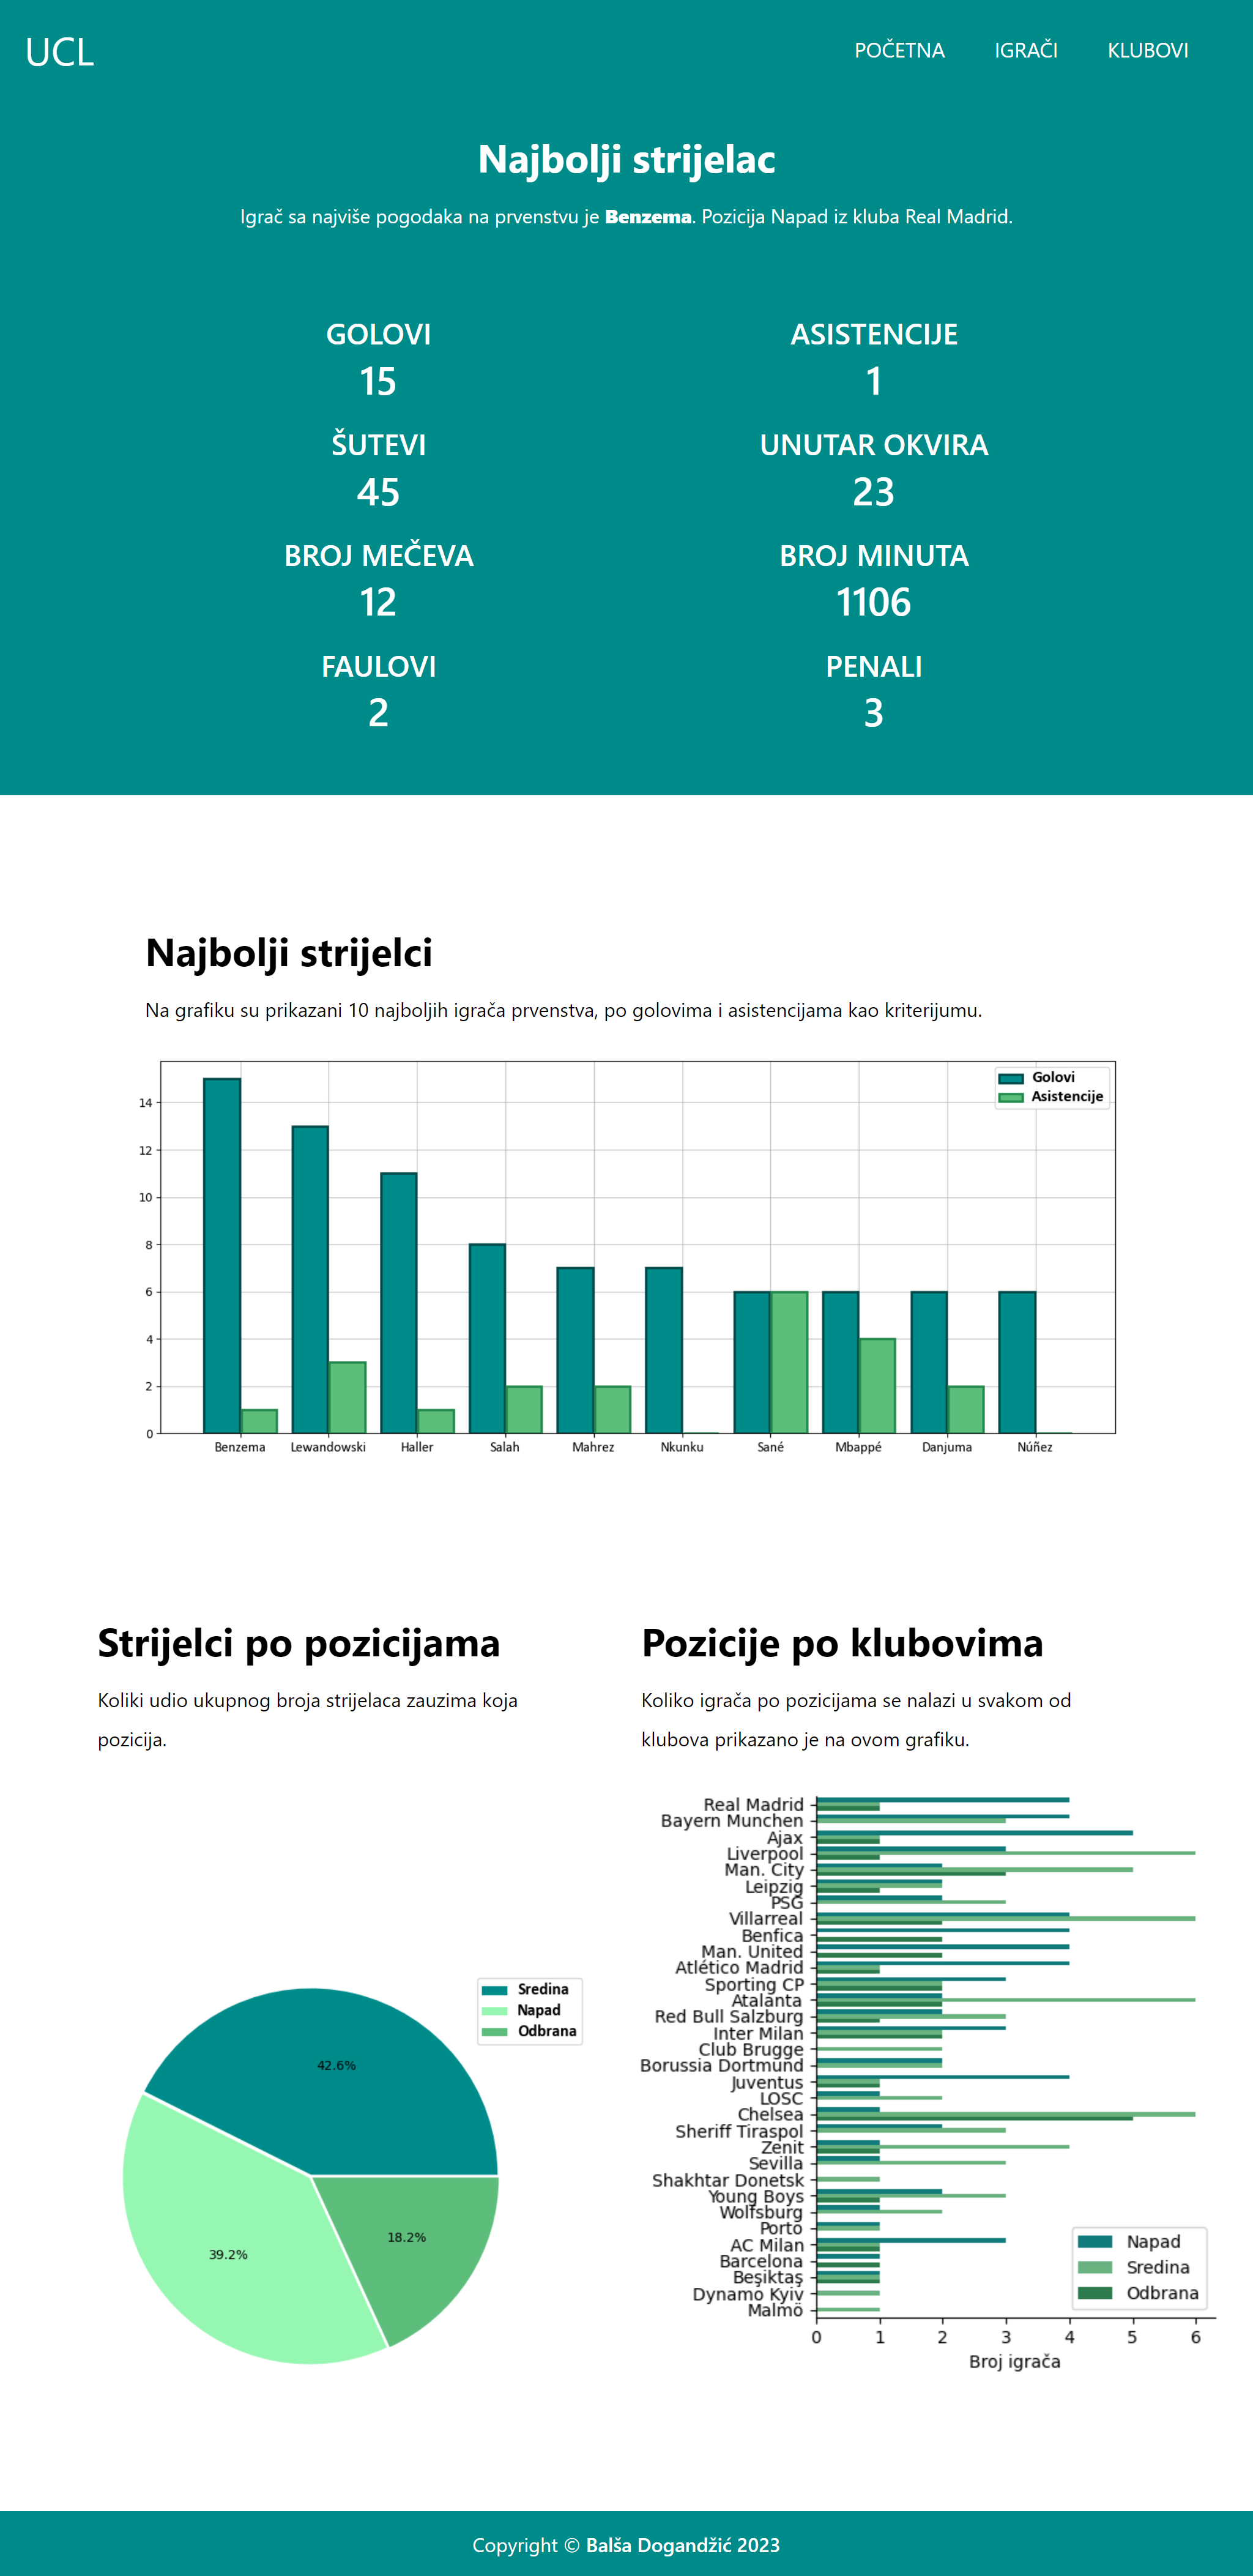 UCL
POČETNA IGRAČI KLUBOVI
Najbolji strijelac
Igrač sa najviše pogodaka na prvenstvu je Benzema. Pozicija Napad iz kluba Real Madrid.
GOLOVI
15
ASISTENCIJE
1
ŠUTEVI
45
UNUTAR OKVIRA
23
BROJ MEČEVA
12
BROJ MINUTA
1106
FAULOVI
2
PENALI
3
Najbolji strijelci
Na grafiku su prikazani 10 najboljih igrača prvenstva, po golovima i asistencijama kao kriterijumu.
Golovi
Asistencije
14
12
10
8
6
4
2
0
Benzema Lewandowski Haller Salah Mahrez Nkunku Sané Mbappé Danjuma Núñez
Strijelci po pozicijama
Koliki udio ukupnog broja strijelaca zauzima koja
pozicija.
Sredina
Napad
Odbrana
42.6%
39.2%
18.2%
Pozicije po klubovima
Koliko igrača po pozicijama se nalazi u svakom od
klubova prikazano je na ovom grafiku.
Real Madrid
Bayern Munchen
Ajax
Liverpool
Man. City
Leipzig
PSG
Villarreal
Benfica
Man. United
Atlético Madrid
Sporting CP
Atalanta
Red Bull Salzburg
Inter Milan
Club Brugge
Borussia Dortmund
Juventus
LOSC
Chelsea
Sheriff Tiraspol
Zenit
Sevilla
Shakhtar Donetsk
Young Boys
Wolfsburg
Porto
AC Milan
Barcelona
Beşiktaş
Dynamo Kyiv
Malmö
Napad
Sredina
Odbrana
0 1 2 3 4 5 6
Broj igrača
Copyright © Balša Dogandžić 2023